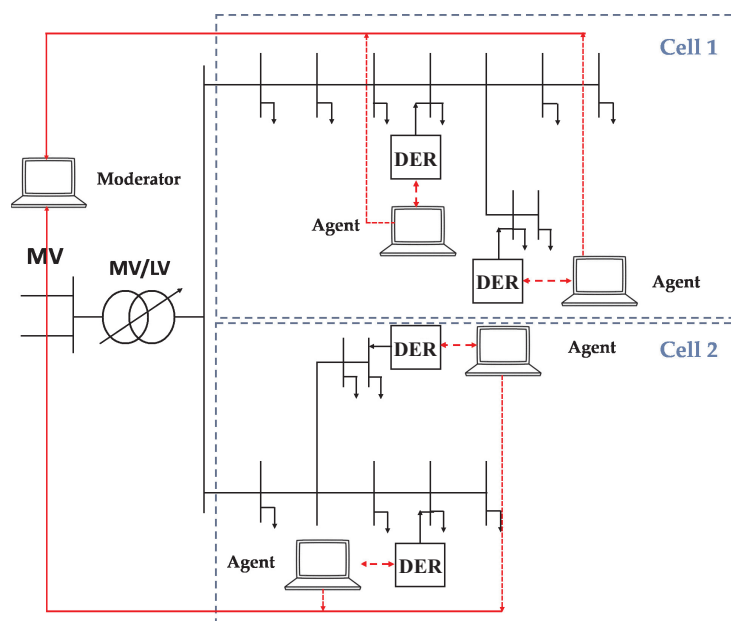 Cell 1
DER
Moderator
Agent
MV
MV/LV
DER
Agent
DER
Agent
Cell 2
Agent
DER